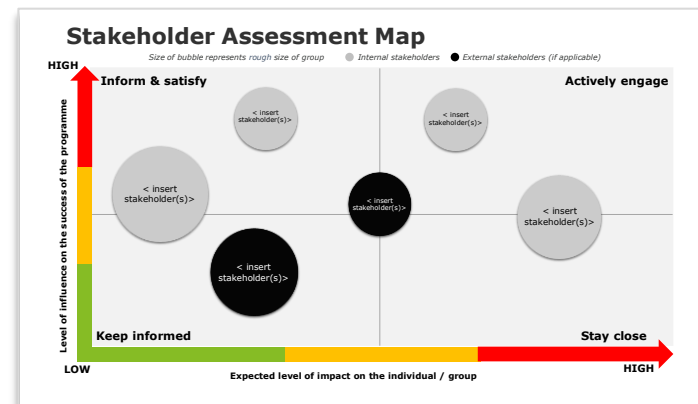 Stakeholder Assessment Map
Size of bubble represents rough size of group
Internal stakeholders
External stakeholders (if applicable)
HIGH
Inform & satisfy
Actively engage
< insert
stakeholder(s)>
< insert
stakeholder(s)>
< insert
stakeholder(s)>
< insert
stakeholder(s)>
< insert
stakeholder(s)>
< insert
stakeholder(s)>
Level of influence on the success of the programme
Keep informed
Stay close
LOW
Expected level of impact on the individual / group
HIGH